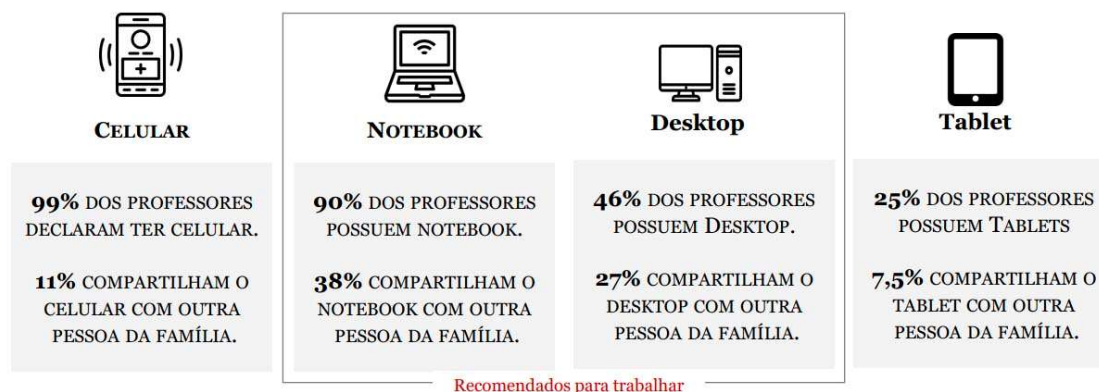 CELULAR
99% DOS PROFESSORES
DECLARAM TER CELULAR.
11% COMPARTILHAM O
CELULAR COM OUTRA
PESSOA DA FAMÍLIA.
NOTEBOOK
90% DOS PROFESSORES
POSSUEM NOTEBOOK.
38% COMPARTILHAM O
NOTEBOOK COM OUTRA
PESSOA DA FAMÍLIA.
Desktop
46% DOS PROFESSORES
POSSUEM DESKTOP.
27% COMPARTILHAM O
DESKTOP COM OUTRA
PESSOA DA FAMÍLIA.
Tablet
25% DOS PROFESSORES
POSSUEM TABLETS
7,5% COMPARTILHAM O
TABLET COM OUTRA
PESSOA DA FAMÍLIA.
Recomendados para trabalhar